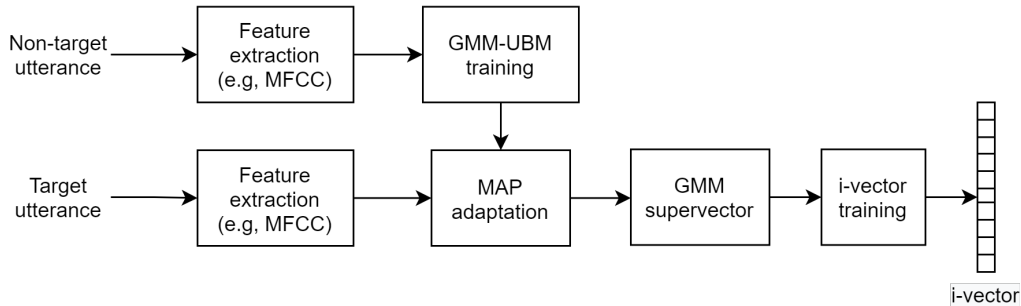 Non-target
utterance
Feature
extraction
(e.g, MFCC)
GMM-UBM
training
Target
utterance
Feature
extraction
(e.g, MFCC)
MAP
adaptation
GMM
supervector
i-vector
training
i-vector